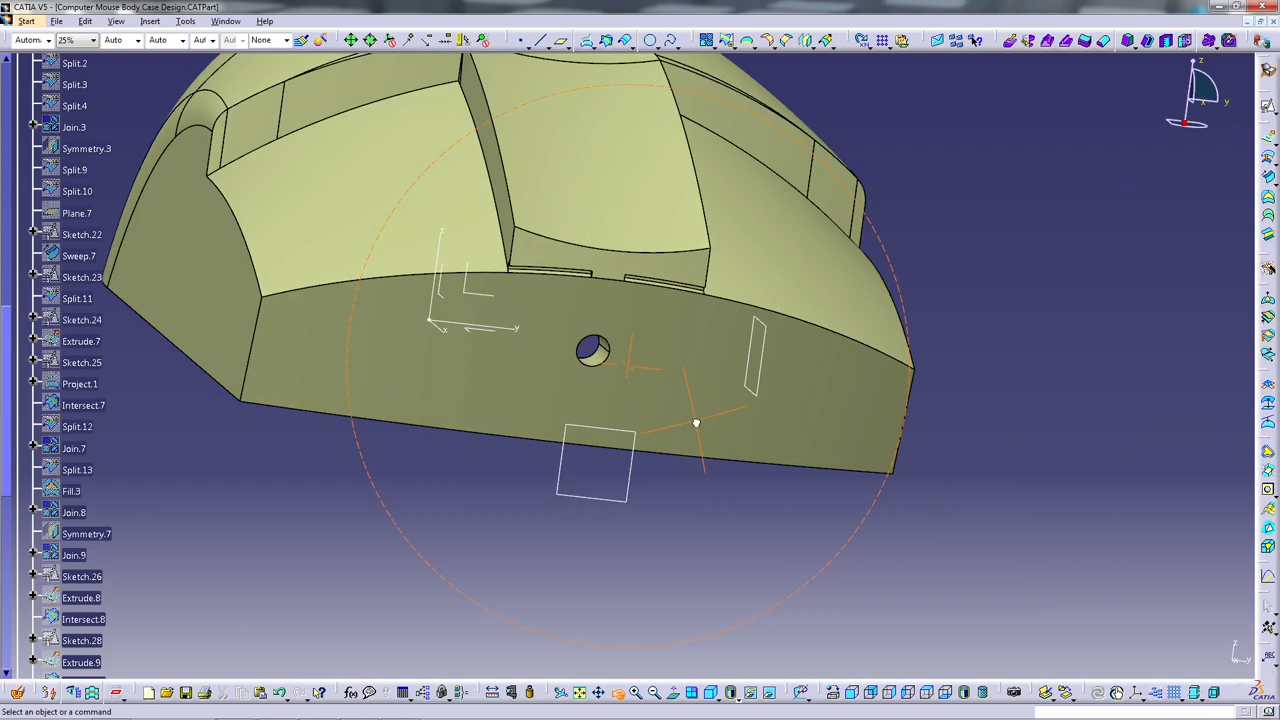 CATIA V5 - [Computer Mouse Body Case Design.CATPart]
Start File Edit View Insert Tools Window Help
Autom 25% Auto Auto Aut Aut None
Split.2
Split.3
Split.4
Join.3
Symmetry.3
Split.9
Split.10
Plane.7
Sketch.22
Sweep.7
Sketch.23
Split.11
Sketch.24
Extrude.7
Sketch.25
Project.1
Intersect.7
Split.12
Join.7
Split.13
Fill.3
Join.8
Symmetry.7
Join.9
Sketch.26
Extrude.8
Intersect.8
Sketch.28
Extrude.9
z
y
x
z
y
x
z
y
ABC
f(x)
CATIA
Select an object or a command